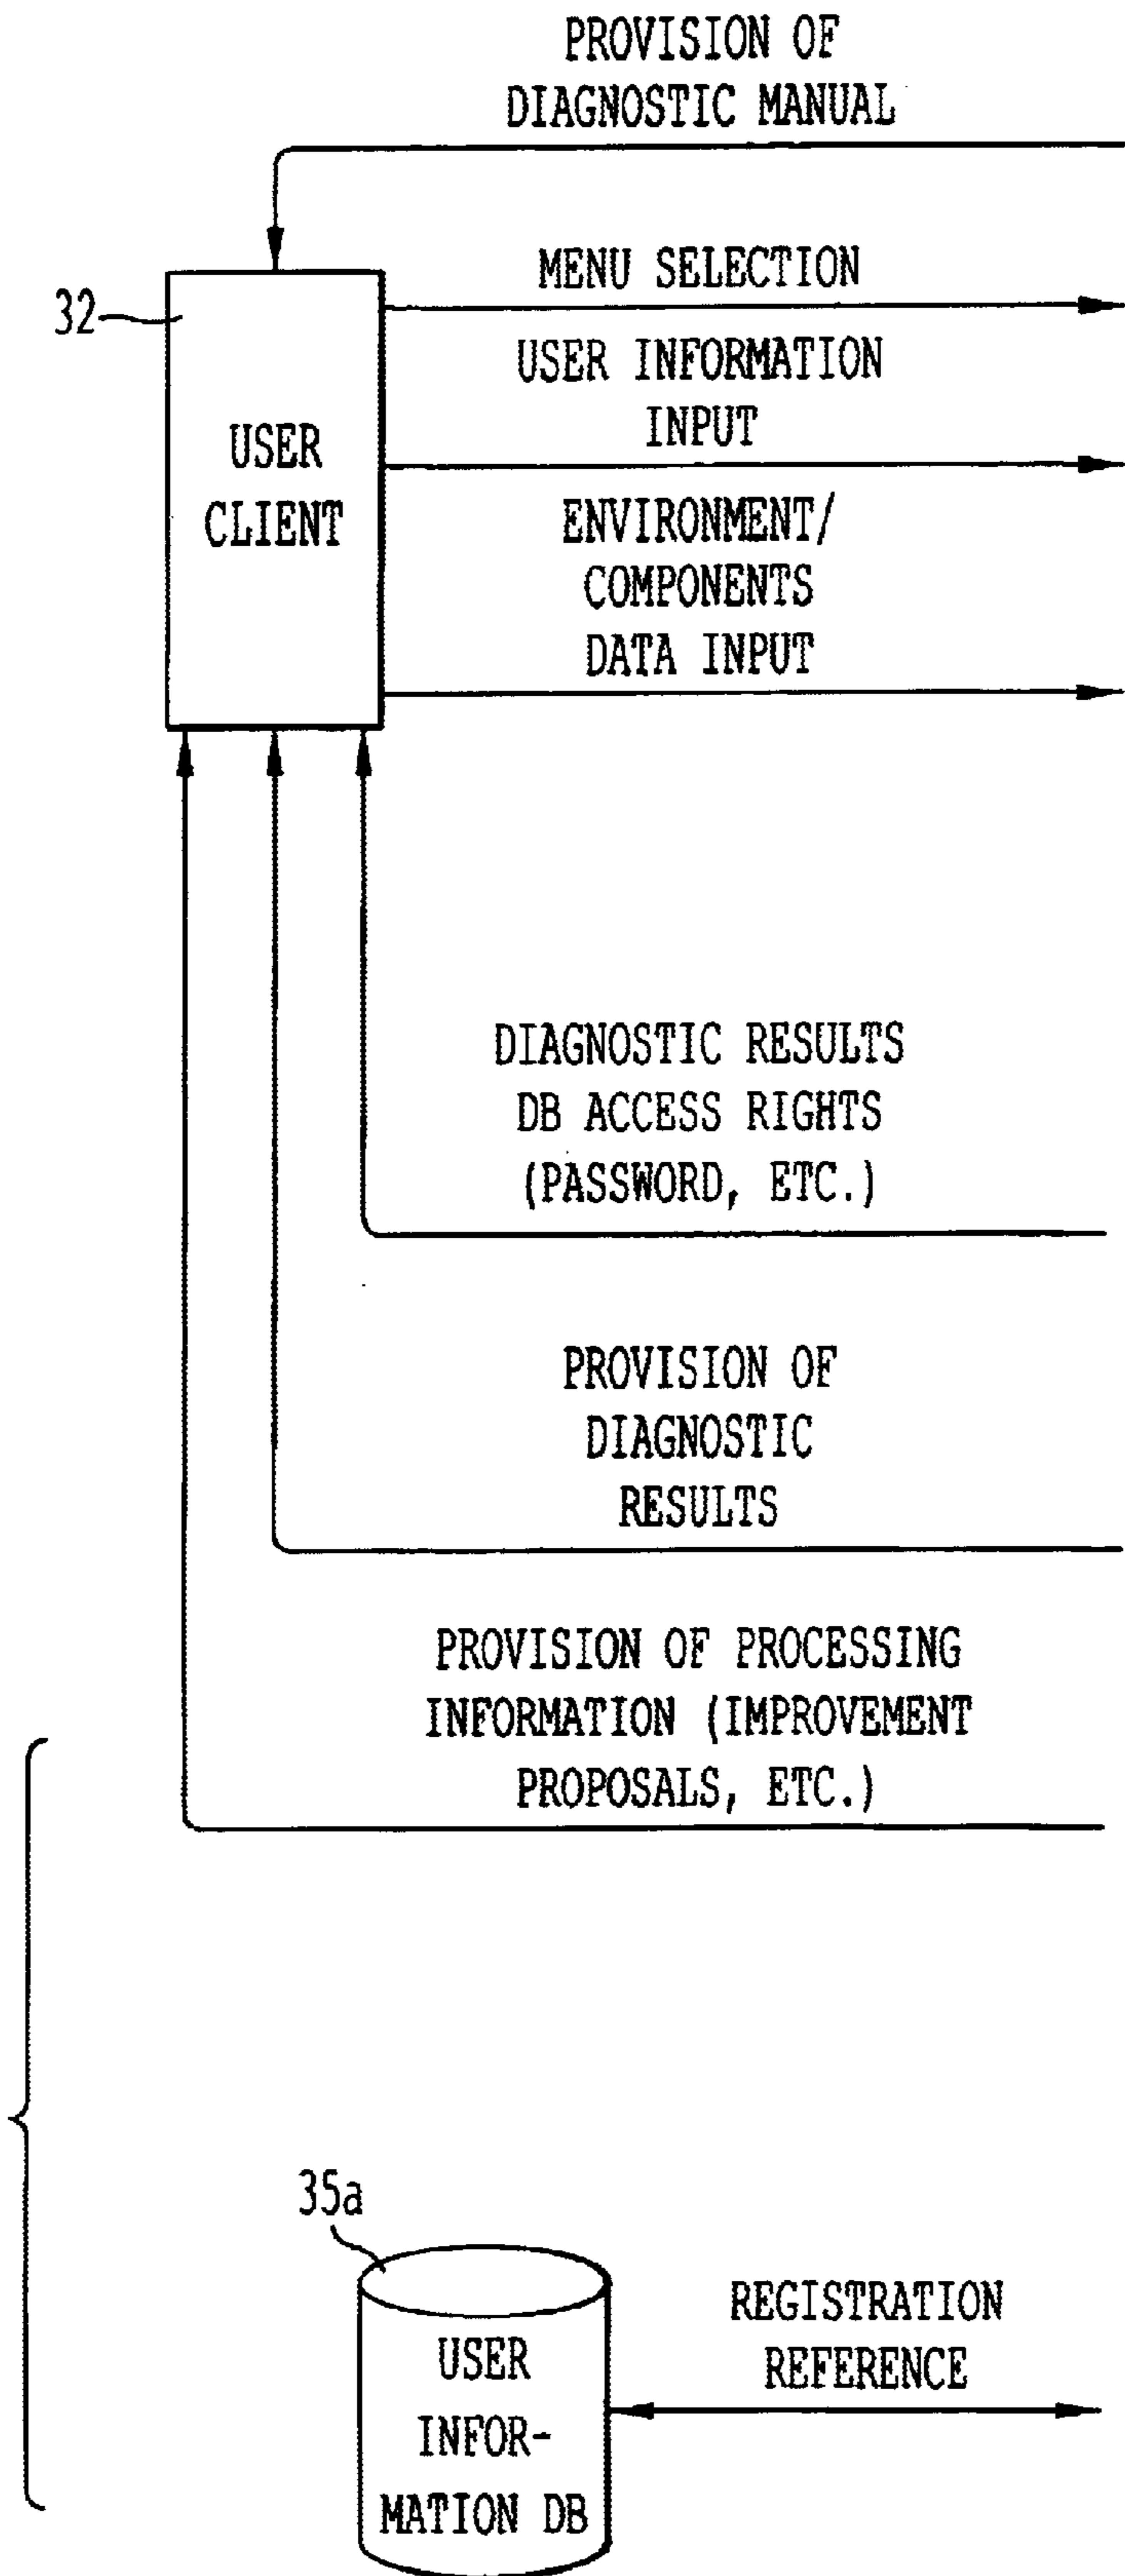 PROVISION OF
DIAGNOSTIC MANUAL
MENU SELECTION
32
USER INFORMATION
INPUT
USER
CLIENT
ENVIRONMENT/
COMPONENTS
DATA INPUT
DIAGNOSTIC RESULTS
DB ACCESS RIGHTS
(PASSWORD, ETC.)
PROVISION OF
DIAGNOSTIC
RESULTS
PROVISION OF PROCESSING
INFORMATION (IMPROVEMENT
PROPOSALS, ETC.)
35a
USER
INFOR-
MATION DB
REGISTRATION
REFERENCE